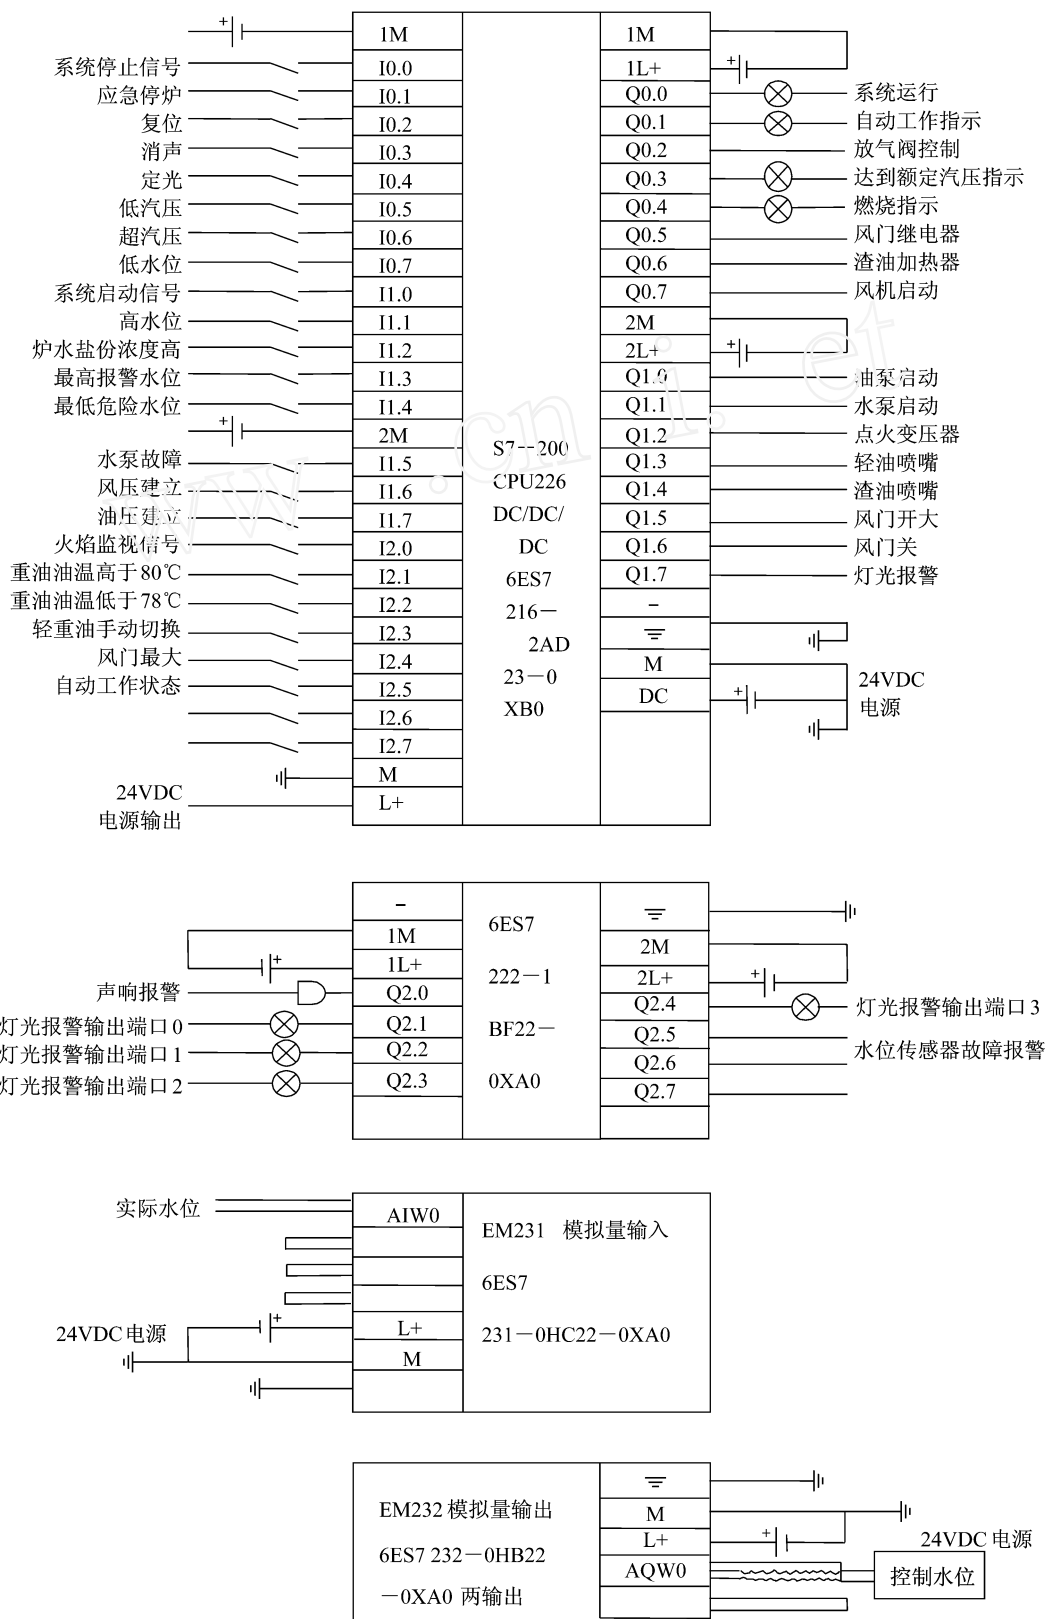 1M
系统停止信号 I0.0
应急停炉 I0.1
复位 I0.2
消声 I0.3
定光 I0.4
低汽压 I0.5
超汽压 I0.6
低水位 I0.7
系统启动信号 I1.0
高水位 I1.1
炉水盐份浓度高 I1.2
最高报警水位 I1.3
最低危险水位 I1.4
2M
水泵故障 I1.5
风压建立 I1.6
油压建立 I1.7
火焰监视信号 I2.0
重油油温高于80℃ I2.1
重油油温低于78℃ I2.2
轻重油手动切换 I2.3
风门最大 I2.4
自动工作状态 I2.5
I2.6
I2.7
M
24VDC
电源输出
L+
S7-200
CPU226
DC/DC/
DC
6ES7
216-
2AD
23-0
XB0
1M
1L+
Q0.0 系统运行
Q0.1 自动工作指示
Q0.2 放气阀控制
Q0.3 达到额定汽压指示
Q0.4 燃烧指示
Q0.5 风门继电器
Q0.6 渣油加热器
Q0.7 风机启动
2M
2L+
Q1.0 油泵启动
Q1.1 水泵启动
Q1.2 点火变压器
Q1.3 轻油喷嘴
Q1.4 渣油喷嘴
Q1.5 风门开大
Q1.6 风门关
Q1.7 灯光报警
-
M
DC
24VDC
电源
www.cn i. et
-
1M
1L+
声响报警 Q2.0
灯光报警输出端口0 Q2.1
灯光报警输出端口1 Q2.2
灯光报警输出端口2 Q2.3
6ES7
222-1
BF22-
0XA0
2M
2L+
Q2.4 灯光报警输出端口3
Q2.5
水位传感器故障报警
Q2.6
Q2.7
实际水位 AIW0
L+
24VDC电源
M
EM231 模拟量输入
6ES7
231-0HC22-0XA0
EM232模拟量输出
6ES7 232-0HB22
-0XA0 两输出
M
L+
24VDC电源
AQW0 控制水位